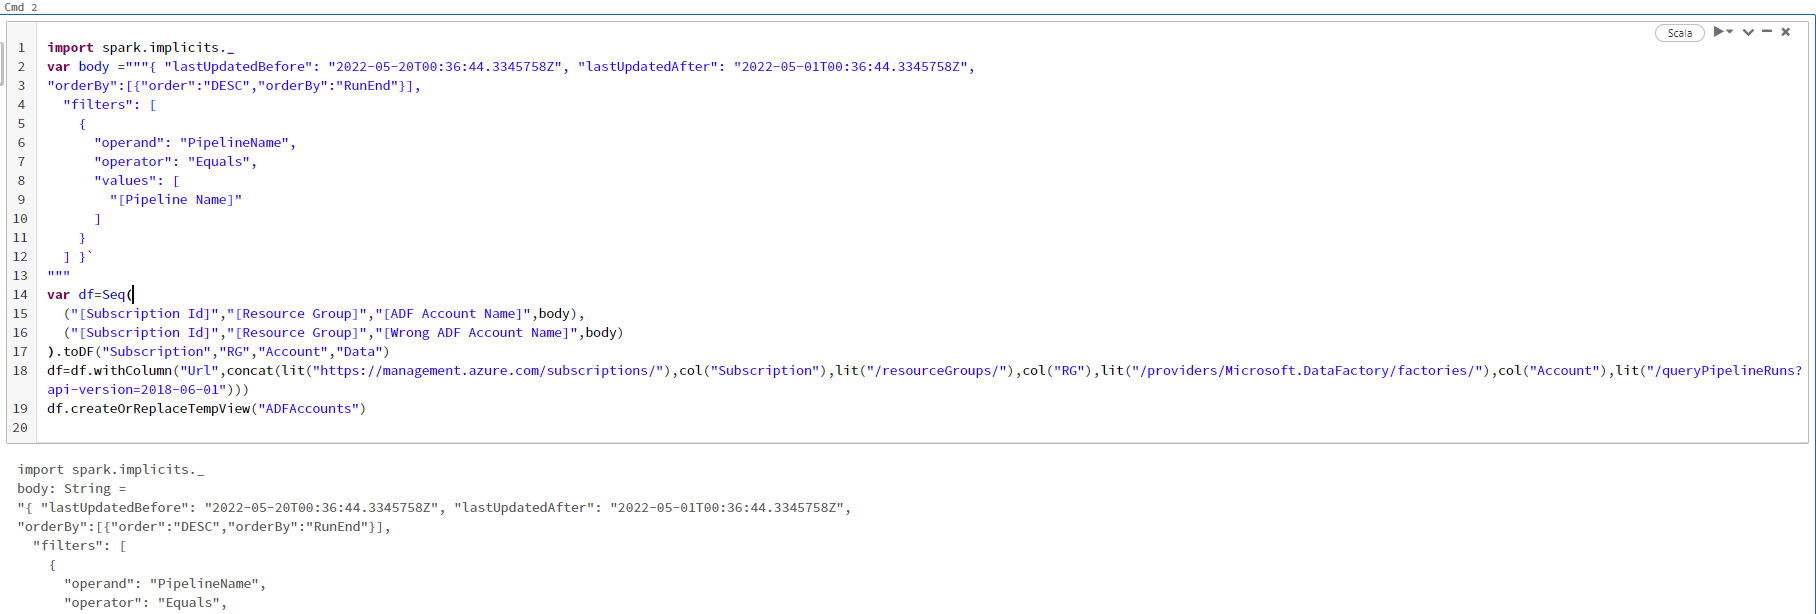 Cmd 2
Scala
1 import spark.implicits._
2 var body ="""{ "lastUpdatedBefore": "2022-05-20T00:36:44.3345758Z", "lastUpdatedAfter": "2022-05-01T00:36:44.3345758Z",
3 "orderBy":[{"order":"DESC","orderBy":"RunEnd"}],
4   "filters": [
5     {
6       "operand": "PipelineName",
7       "operator": "Equals",
8       "values": [
9         "[Pipeline Name]"
10       ]
11     }
12   ] }`
13 """
14 var df=Seq(
15   ("[Subscription Id]","[Resource Group]","[ADF Account Name]",body),
16   ("[Subscription Id]","[Resource Group]","[Wrong ADF Account Name]",body)
17 ).toDF("Subscription","RG","Account","Data")
18 df=df.withColumn("Url",concat(lit("https://management.azure.com/subscriptions/"),col("Subscription"),lit("/resourceGroups/"),col("RG"),lit("/providers/Microsoft.DataFactory/factories/"),col("Account"),lit("/queryPipelineRuns?
api-version=2018-06-01")))
19 df.createOrReplaceTempView("ADFAccounts")
20
import spark.implicits._
body: String =
"{ "lastUpdatedBefore": "2022-05-20T00:36:44.3345758Z", "lastUpdatedAfter": "2022-05-01T00:36:44.3345758Z",
"orderBy":[{"order":"DESC","orderBy":"RunEnd"}],
  "filters": [
    {
      "operand": "PipelineName",
      "operator": "Equals",